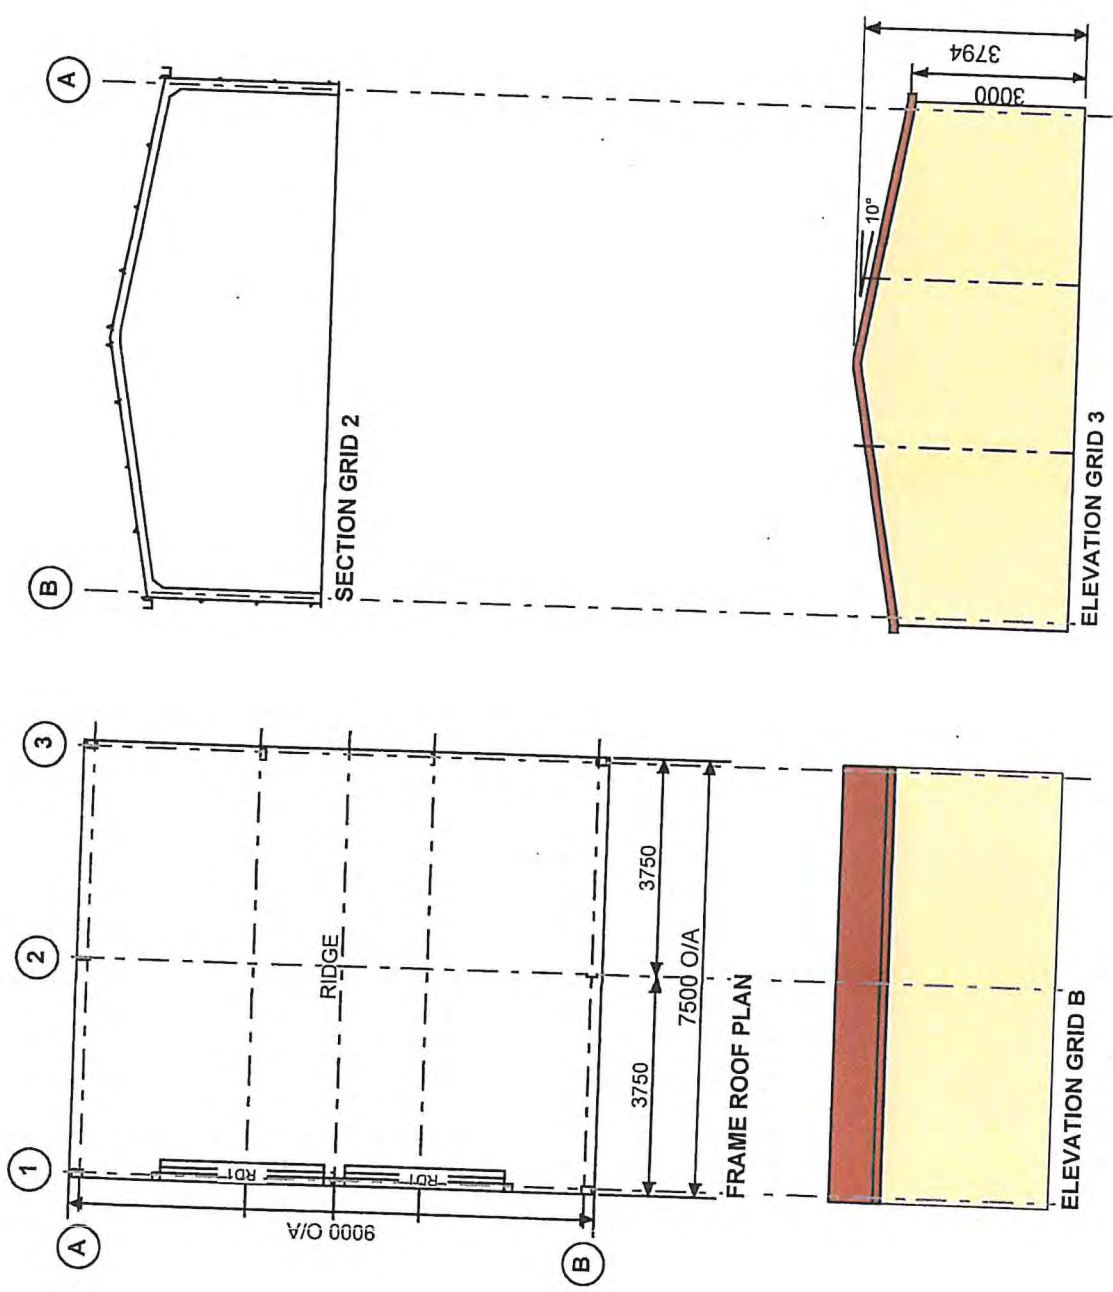 A
B
SECTION GRID 2
3794
3000
10°
ELEVATION GRID 3
3
2
1
RIDGE
RD1
RD1
A
B
9000 O/A
3750
3750
7500 O/A
FRAME ROOF PLAN
ELEVATION GRID B